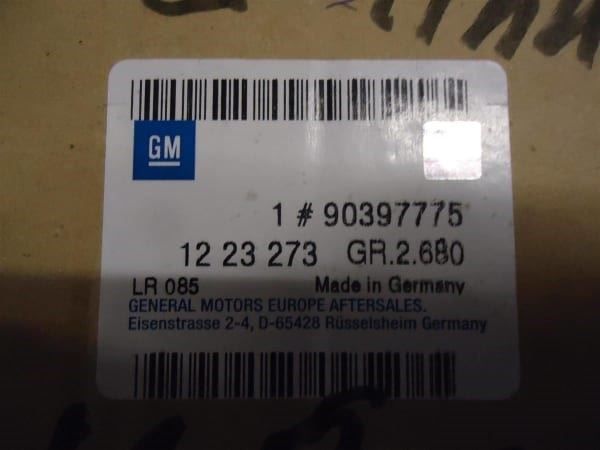 GM
1 # 90397775
12 23 273 GR.2.680
LR 085 Made in Germany
GENERAL MOTORS EUROPE AFTERSALES.
Eisenstrasse 2-4, D-65428 Rüsselsheim Germany